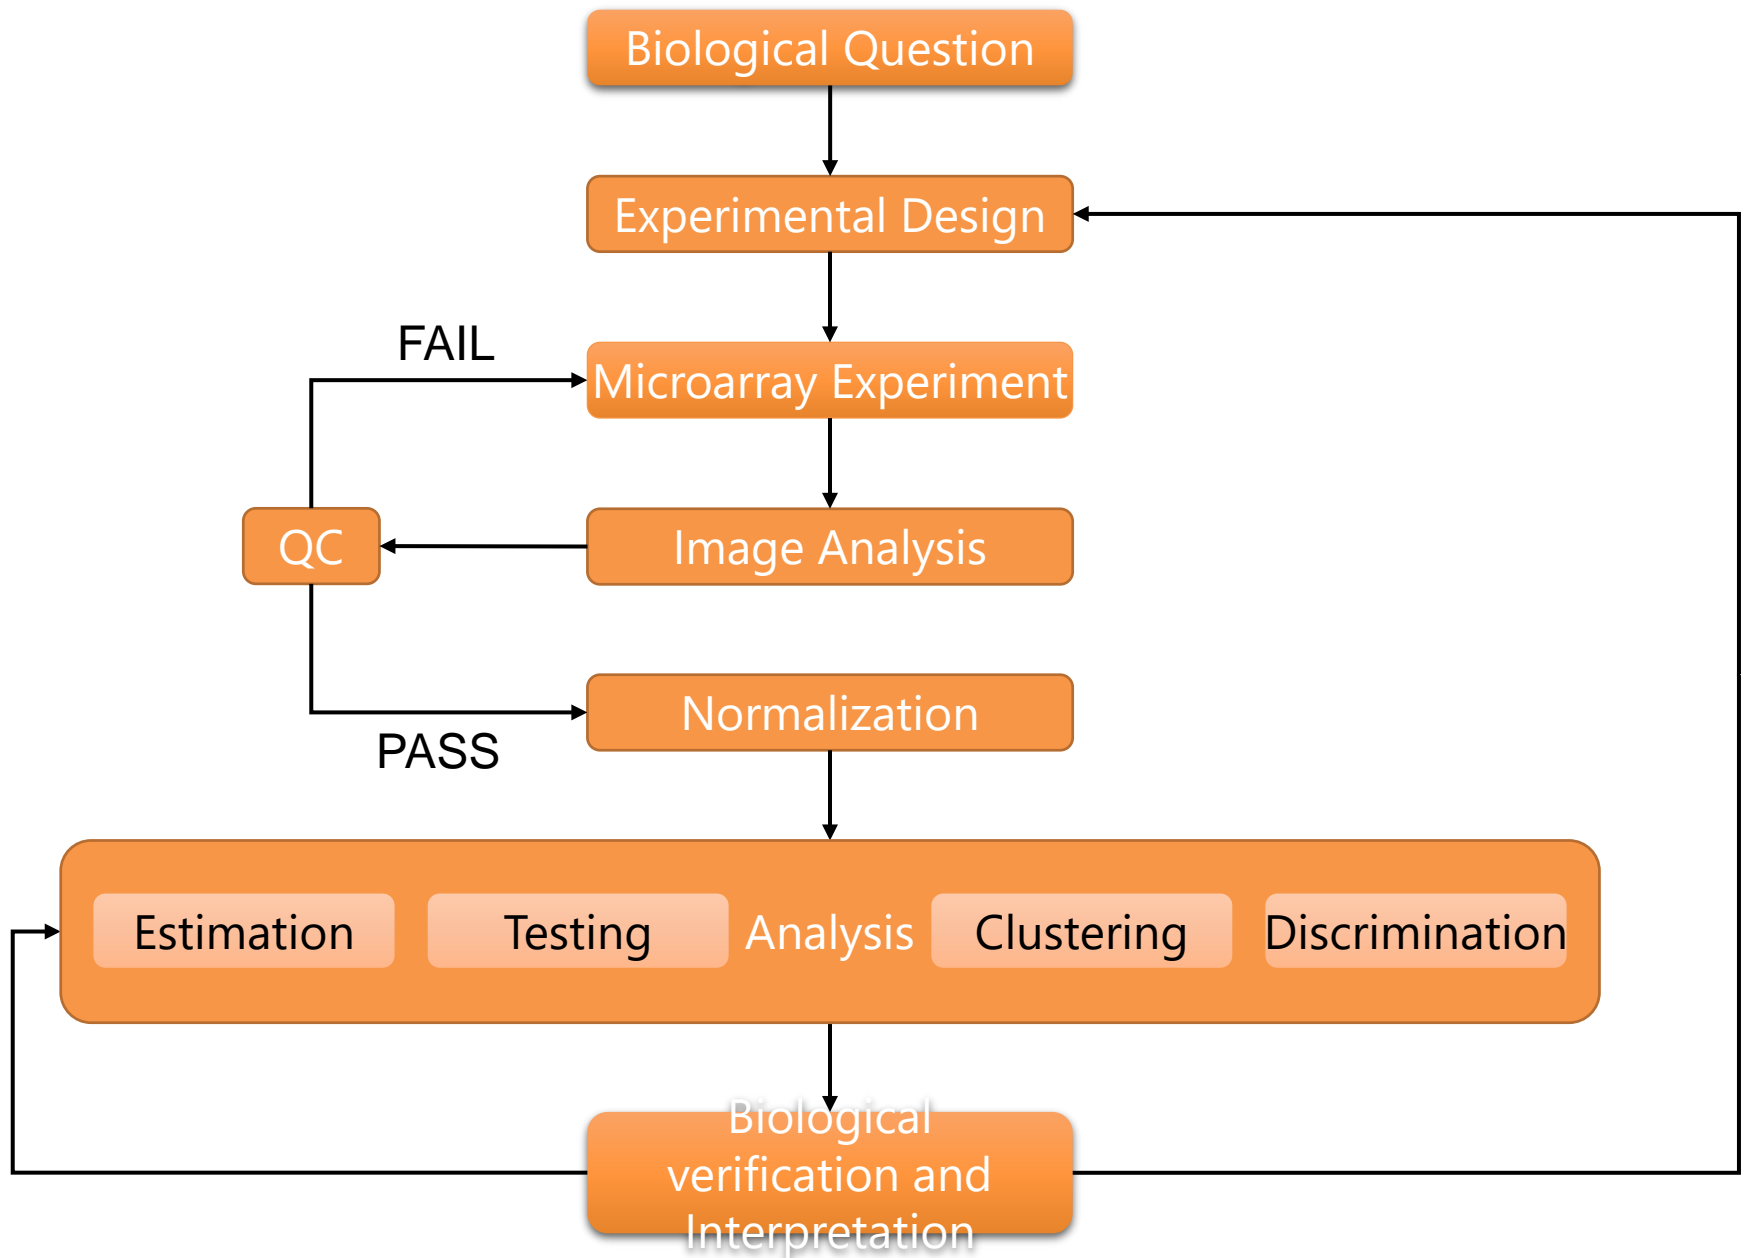 Biological Question
Experimental Design
FAIL
Microarray Experiment
QC
Image Analysis
Normalization
PASS
Estimation
Testing
Analysis
Clustering
Discrimination
Biological
verification and
Interpretation